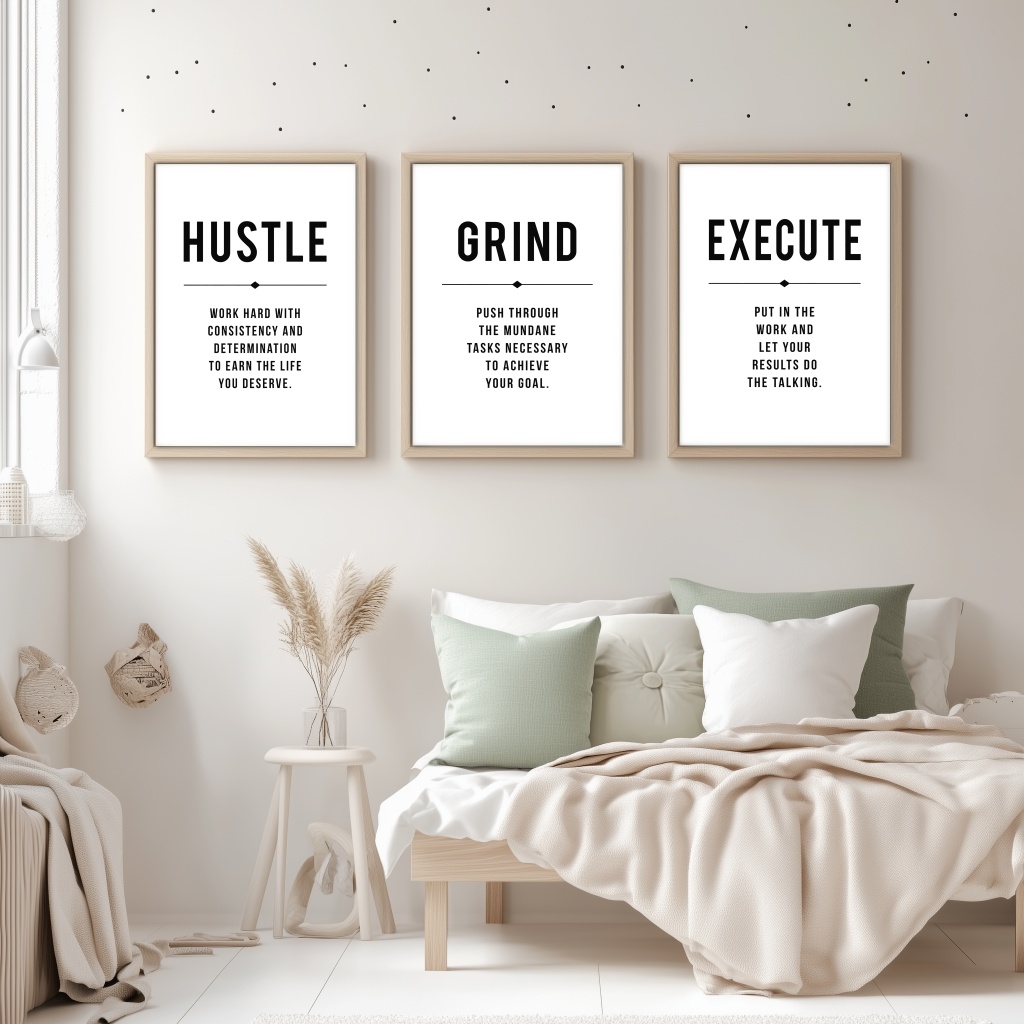 HUSTLE
WORK HARD WITH
CONSISTENCY AND
DETERMINATION
TO EARN THE LIFE
YOU DESERVE.
GRIND
PUSH THROUGH
THE MUNDANE
TASKS NECESSARY
TO ACHIEVE
YOUR GOAL.
EXECUTE
PUT IN THE
WORK AND
LET YOUR
RESULTS DO
THE TALKING.